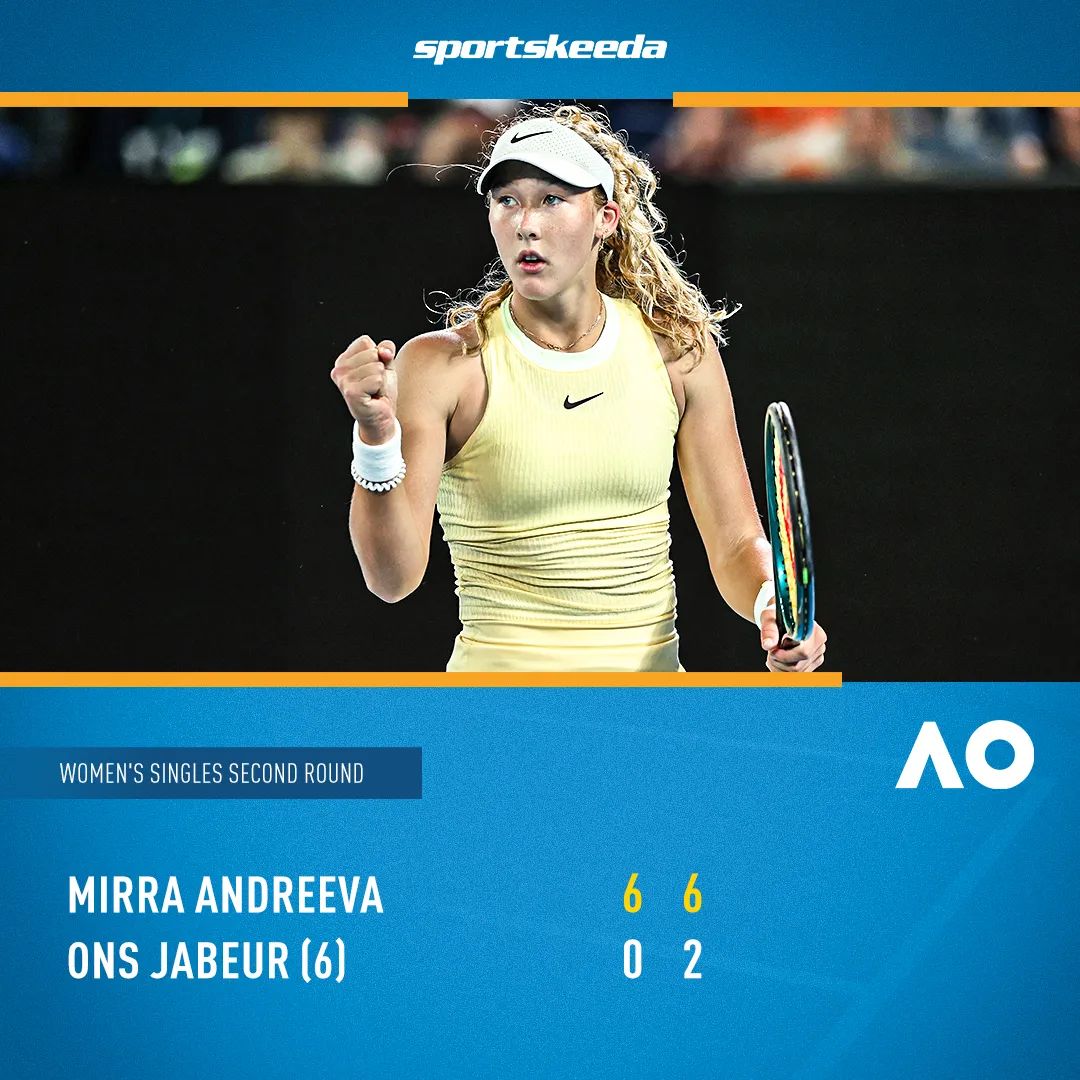 sportskeeda
WOMEN'S SINGLES SECOND ROUND
AO
MIRRA ANDREEVA 6 6
ONS JABEUR (6) 0 2